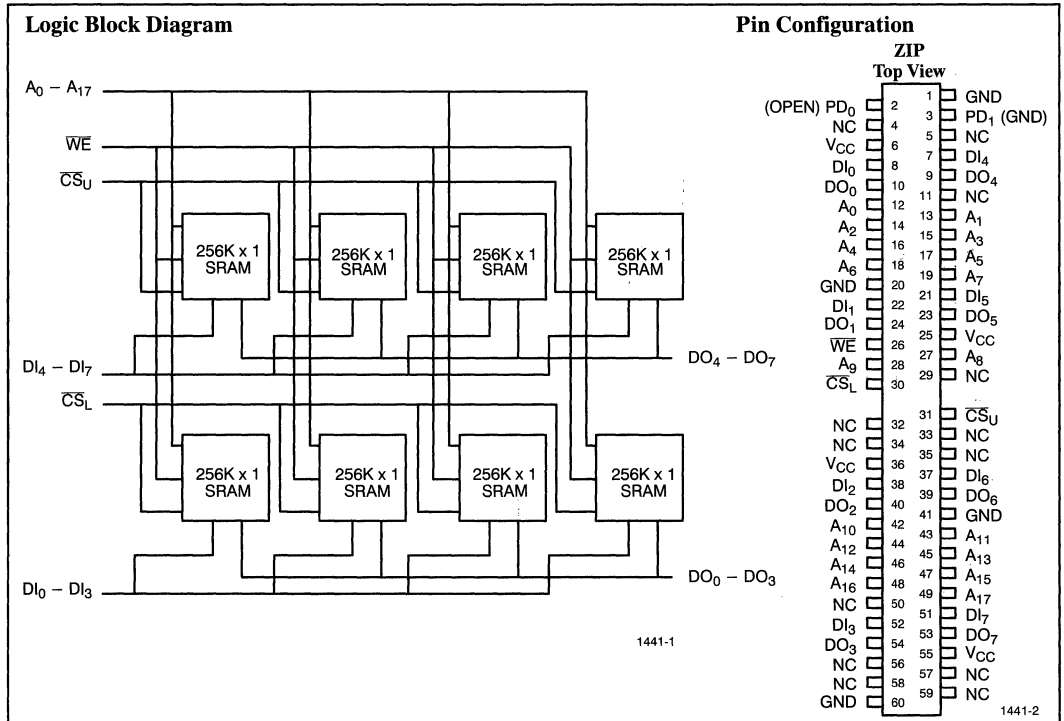 Logic Block Diagram
A₀ – A₁₇
W̅E̅
C̅S̅ᵤ
256K x 1
SRAM
256K x 1
SRAM
256K x 1
SRAM
256K x 1
SRAM
DI₄ – DI₇
DO₄ – DO₇
C̅S̅L
256K x 1
SRAM
256K x 1
SRAM
256K x 1
SRAM
256K x 1
SRAM
DI₀ – DI₃
DO₀ – DO₃
1441-1
Pin Configuration
ZIP
Top View
1 GND
(OPEN) PD₀ 2
3 PD₁ (GND)
NC 4
5 NC
VCC 6
7 DI₄
DI₀ 8
9 DO₄
DO₀ 10
11 NC
A₀ 12
13 A₁
A₂ 14
15 A₃
A₄ 16
17 A₅
A₆ 18
19 A₇
GND 20
21 DI₅
DI₁ 22
23 DO₅
DO₁ 24
25 VCC
W̅E̅ 26
27 A₈
A₉ 28
29 NC
C̅S̅L 30
31 C̅S̅ᵤ
NC 32
33 NC
NC 34
35 NC
VCC 36
37 DI₆
DI₂ 38
39 DO₆
DO₂ 40
41 GND
A₁₀ 42
43 A₁₁
A₁₂ 44
45 A₁₃
A₁₄ 46
47 A₁₅
A₁₆ 48
49 A₁₇
NC 50
51 DI₇
DI₃ 52
53 DO₇
DO₃ 54
55 VCC
NC 56
57 NC
NC 58
59 NC
GND 60
1441-2